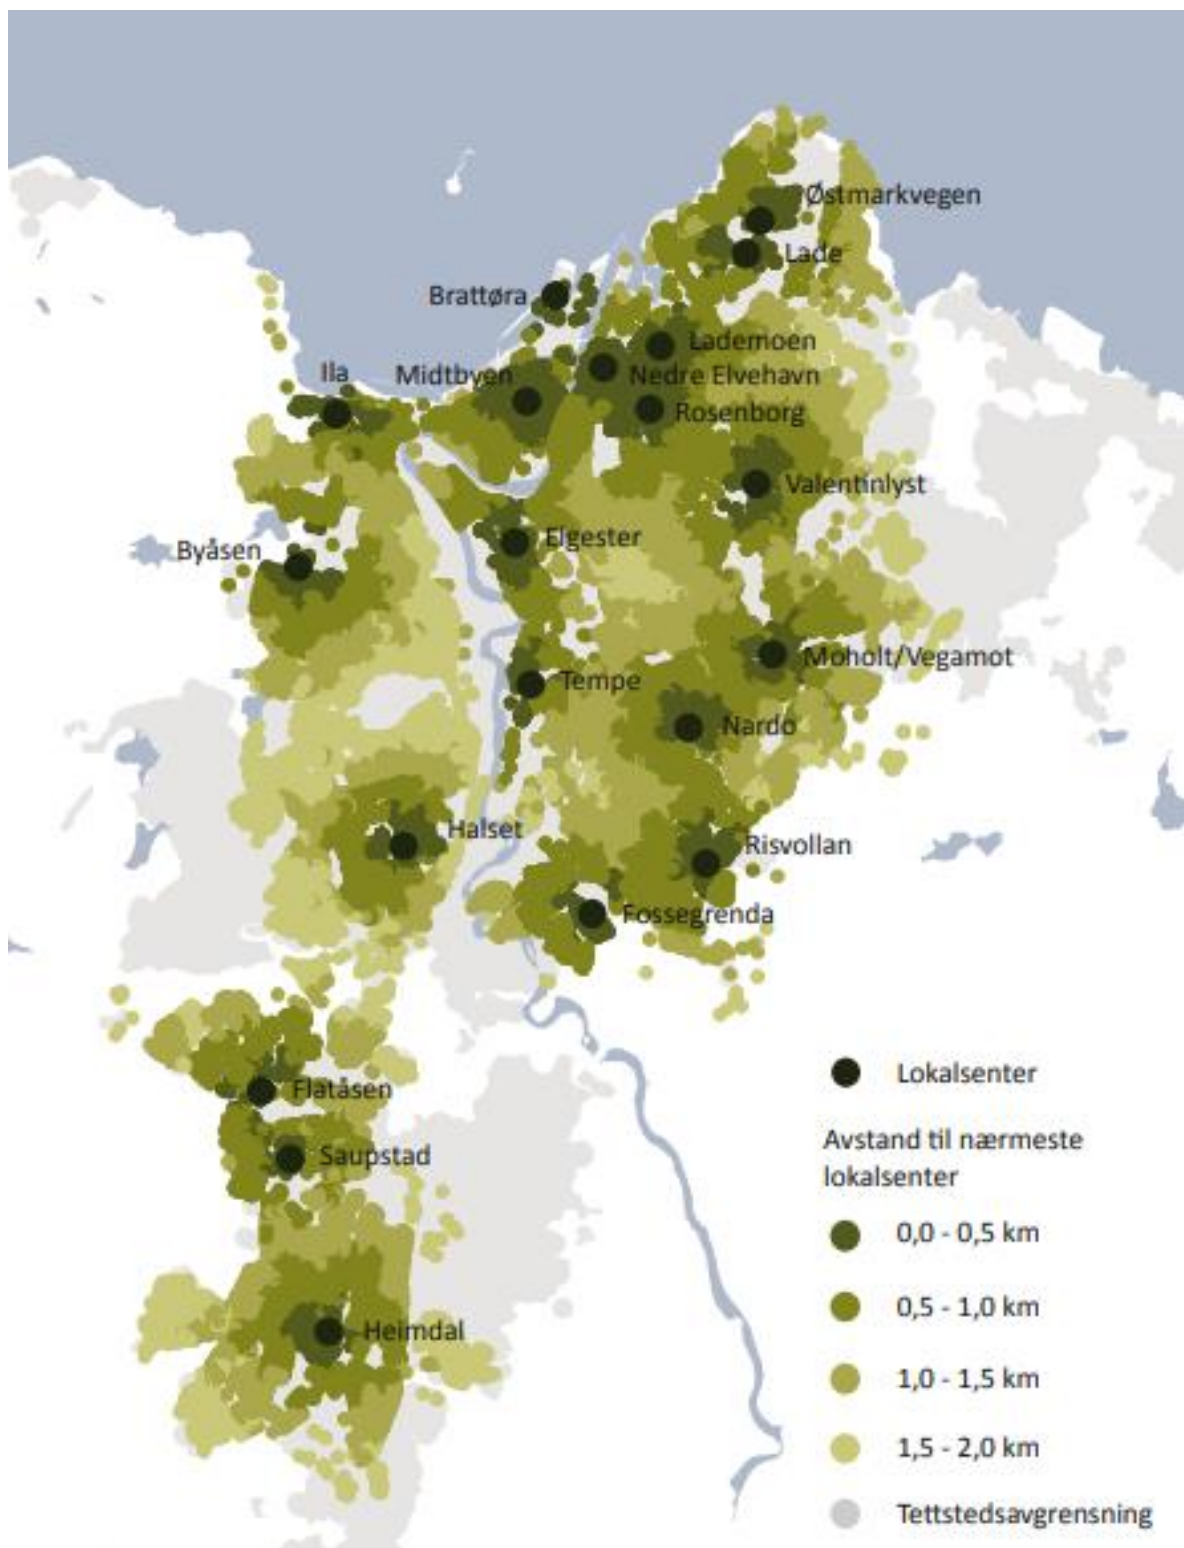 Østmarkvegen
Lade
Brattøra
Lademoen
Ila
Midtbyen
Nedre Elvehavn
Rosenborg
Valentinlyst
Elgester
Byåsen
Moholt/Vegamot
Tempe
Nardo
Halset
Risvollan
Fossegrenda
Lokalsenter
Flatåsen
Avstand til nærmeste
lokalsenter
Saupstad
0,0 - 0,5 km
0,5 - 1,0 km
Heimdal
1,0 - 1,5 km
1,5 - 2,0 km
Tettstedsavgrensning